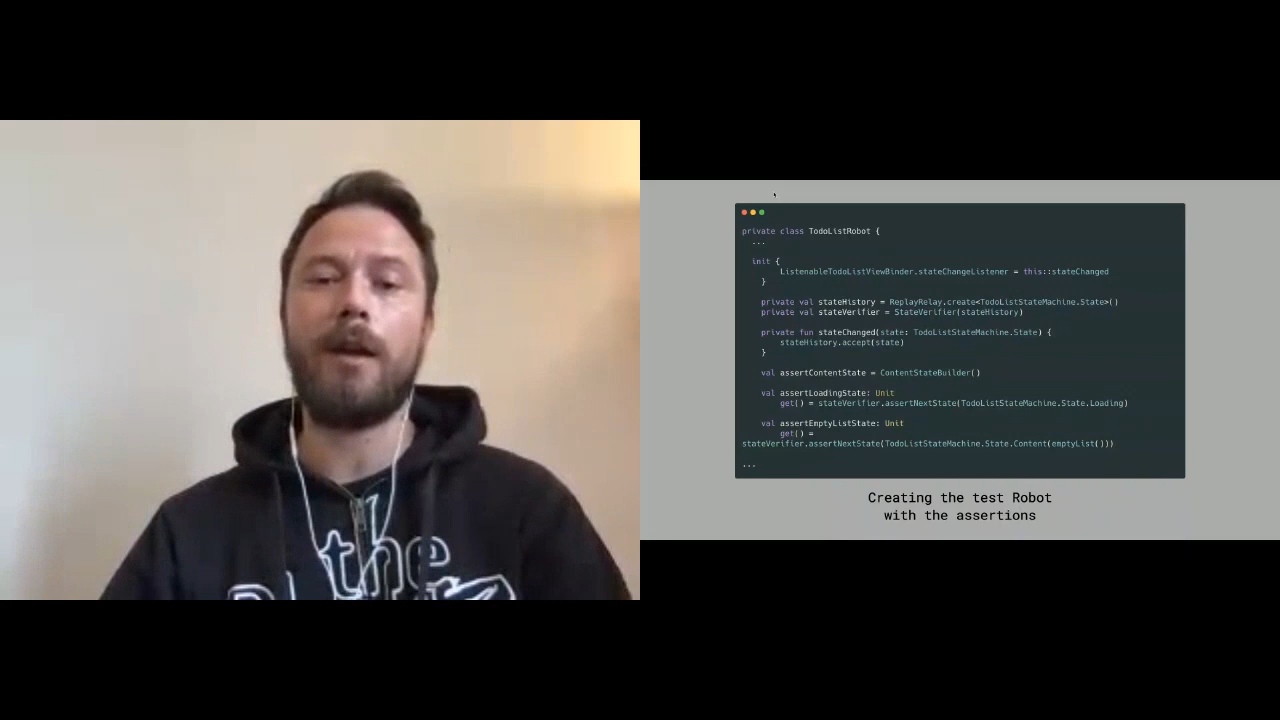 the
private class TodoListRobot {
...
init {
ListenableTodoListViewBinder.stateChangeListener = this::stateChanged
}
private val stateHistory = ReplayRelay.create<TodoListStateMachine.State>()
private val stateVerifier = StateVerifier(stateHistory)
private fun stateChanged(state: TodoListStateMachine.State) {
stateHistory.accept(state)
}
val assertContentState = ContentStateBuilder()
val assertLoadingState: Unit
get() = stateVerifier.assertNextState(TodoListStateMachine.State.Loading)
val assertEmptyListState: Unit
get() =
stateVerifier.assertNextState(TodoListStateMachine.State.Content(emptyList()))
...
Creating the test Robot
with the assertions